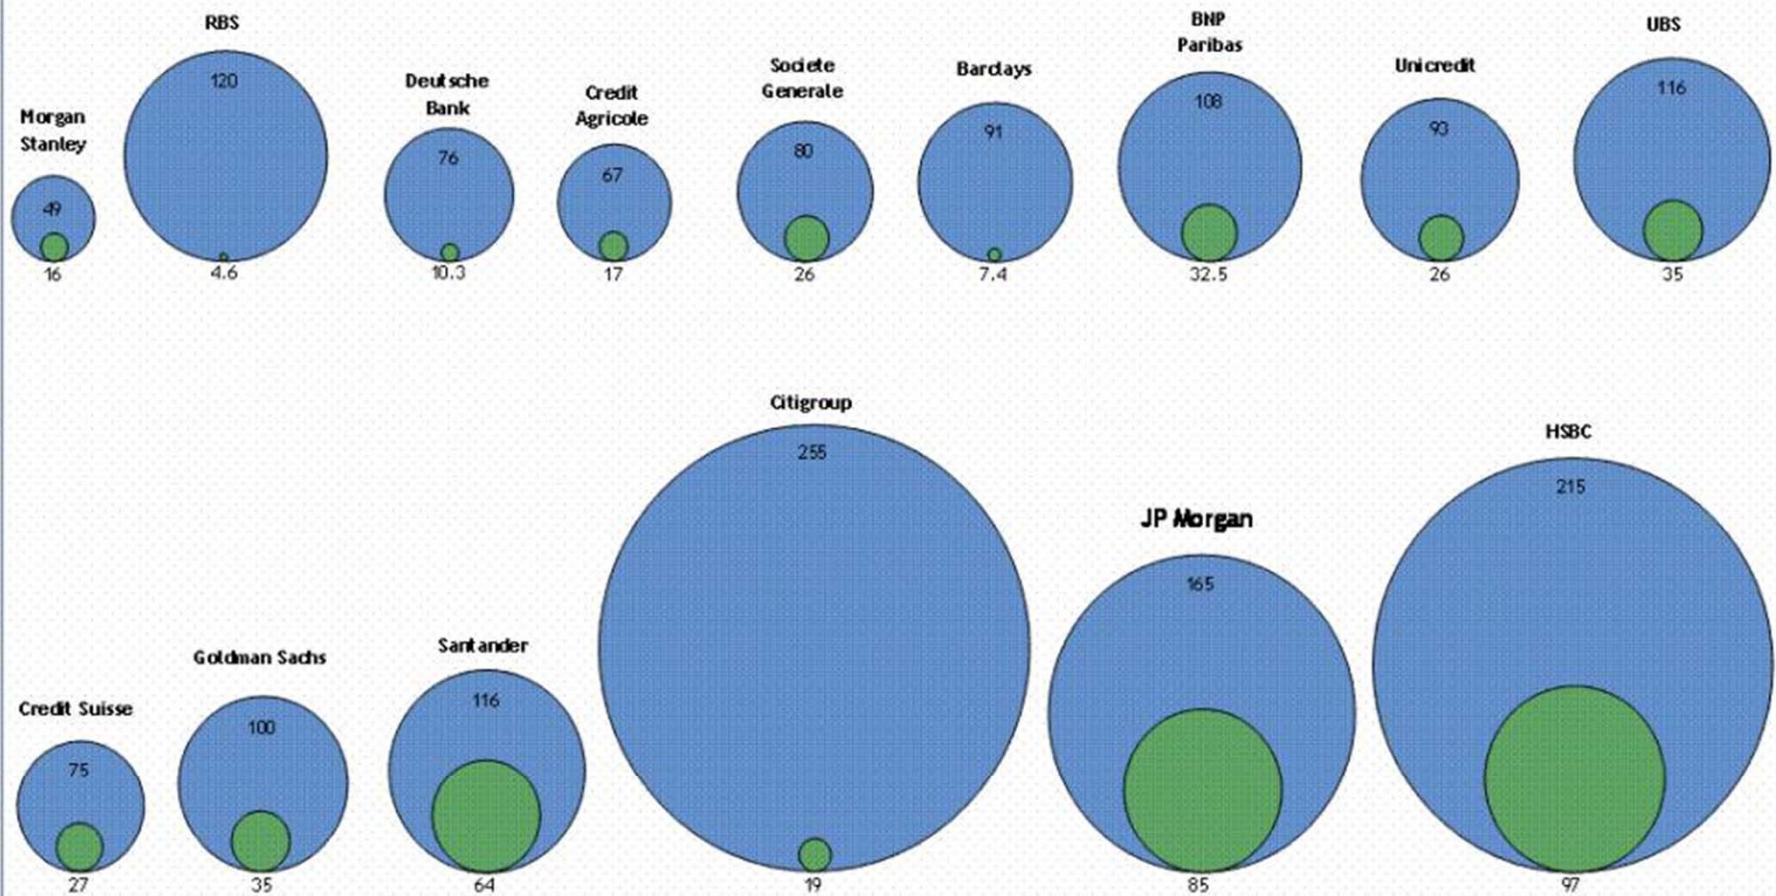 Morgan
Stanley
49
16
RBS
120
4.6
Deutsche
Bank
76
10.3
Credit
Agricole
67
17
Societe
Generale
80
26
Barclays
91
7.4
BNP
Paribas
108
32.5
Unicredit
93
26
UBS
116
35
Credit Suisse
75
27
Goldman Sachs
100
35
Santander
116
64
Citigroup
255
19
JP Morgan
165
85
HSBC
215
97